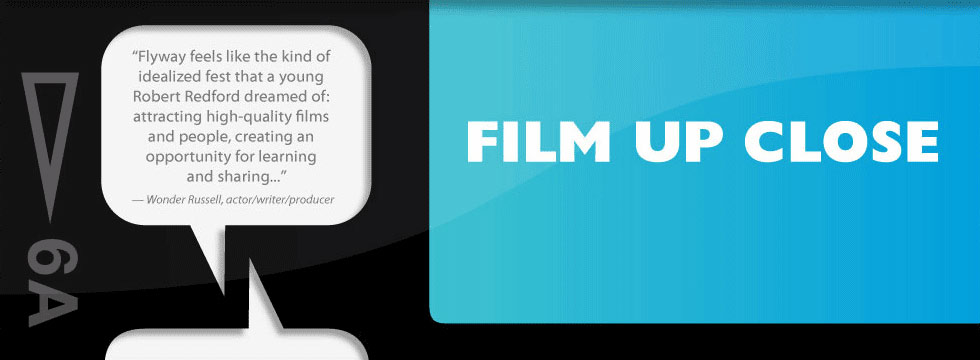 “Flyway feels like the kind of
idealized fest that a young
Robert Redford dreamed of:
attracting high-quality films
and people, creating an
opportunity for learning
and sharing...”
— Wonder Russell, actor/writer/producer
6A
FILM UP CLOSE